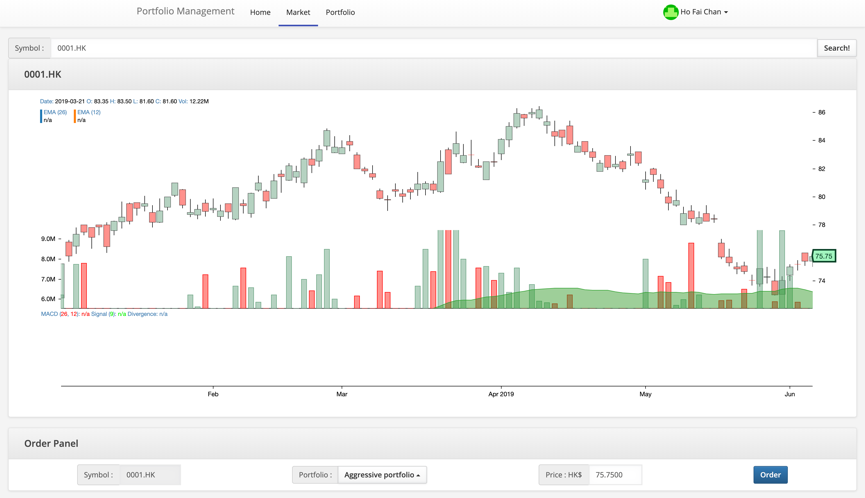 Portfolio Management Home Market Portfolio Ho Fai Chan
Symbol : 0001.HK Search!
0001.HK
Date: 2019-03-21 O: 83.35 H: 83.50 L: 81.60 C: 81.60 Vol: 12.22M
EMA (26) EMA (12)
n/a n/a
86
84
82
80
78
9.0M
75.75
8.0M
7.0M 74
6.0M
MACD (26, 12): n/a Signal (9): n/a Divergence: n/a
Feb Mar Apr 2019 May Jun
Order Panel
Symbol : 0001.HK Portfolio : Aggressive portfolio Price : HK$ 75.7500 Order